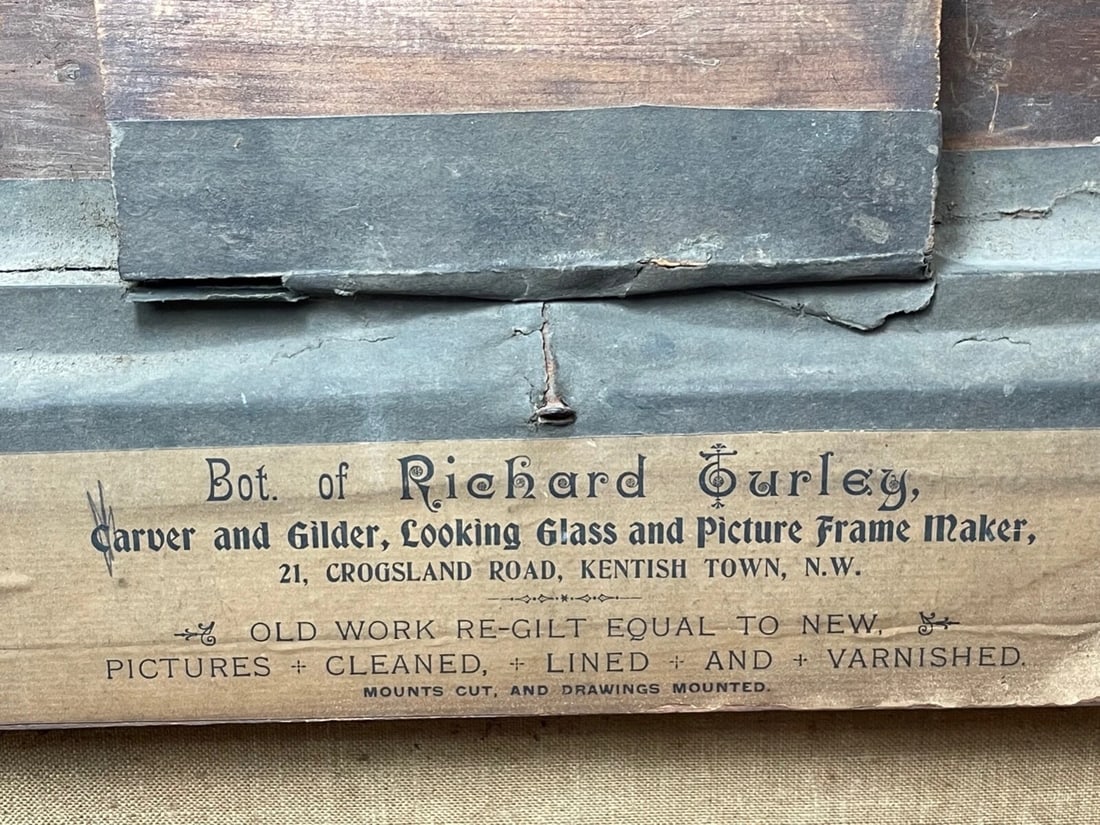 Bot. of Richard Turley,
Carver and Gilder, Looking Glass and Picture Frame Maker,
21, CROGSLAND ROAD, KENTISH TOWN, N.W.
OLD WORK RE-GILT EQUAL TO NEW,
PICTURES + CLEANED, + LINED + AND + VARNISHED.
MOUNTS CUT, AND DRAWINGS MOUNTED.